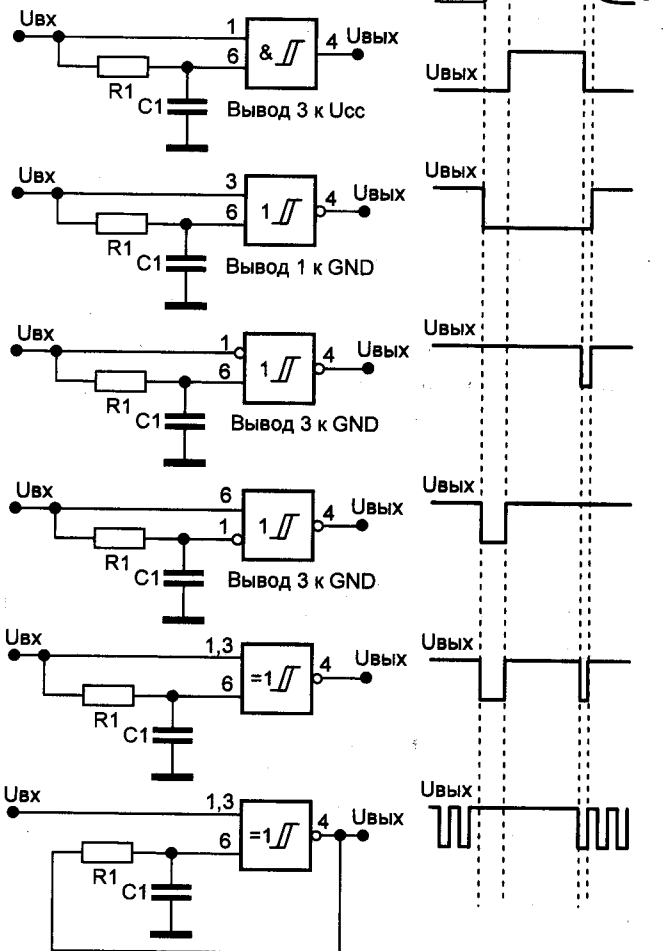 Uвх 1 & 4 Uвых
6
R1
C1 Вывод 3 к Ucc
Uвых
Uвх 3 1 4 Uвых
6
R1
C1 Вывод 1 к GND
Uвых
Uвх 1 1 4 Uвых
6
R1
C1 Вывод 3 к GND
Uвых
Uвх 6 1 4 Uвых
1
R1
C1 Вывод 3 к GND
Uвых
Uвх 1,3 =1 4 Uвых
6
R1
C1
Uвых
Uвх 1,3 =1 4 Uвых
6
R1
C1
Uвых